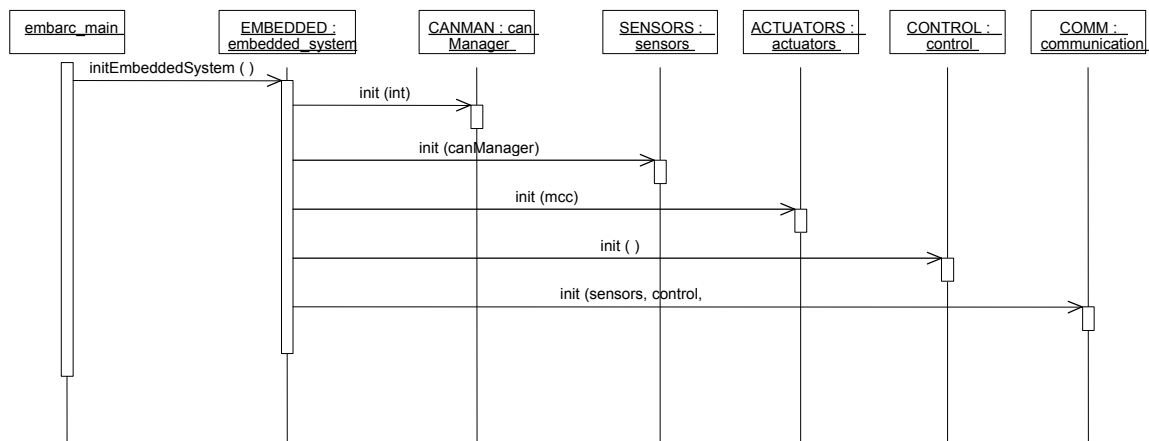 embarc_main
EMBEDDED :
embedded_system
CANMAN : can
Manager
SENSORS :
sensors
ACTUATORS :
actuators
CONTROL :
control
COMM :
communication
initEmbeddedSystem ( )
init (int)
init (canManager)
init (mcc)
init ( )
init (sensors, control,